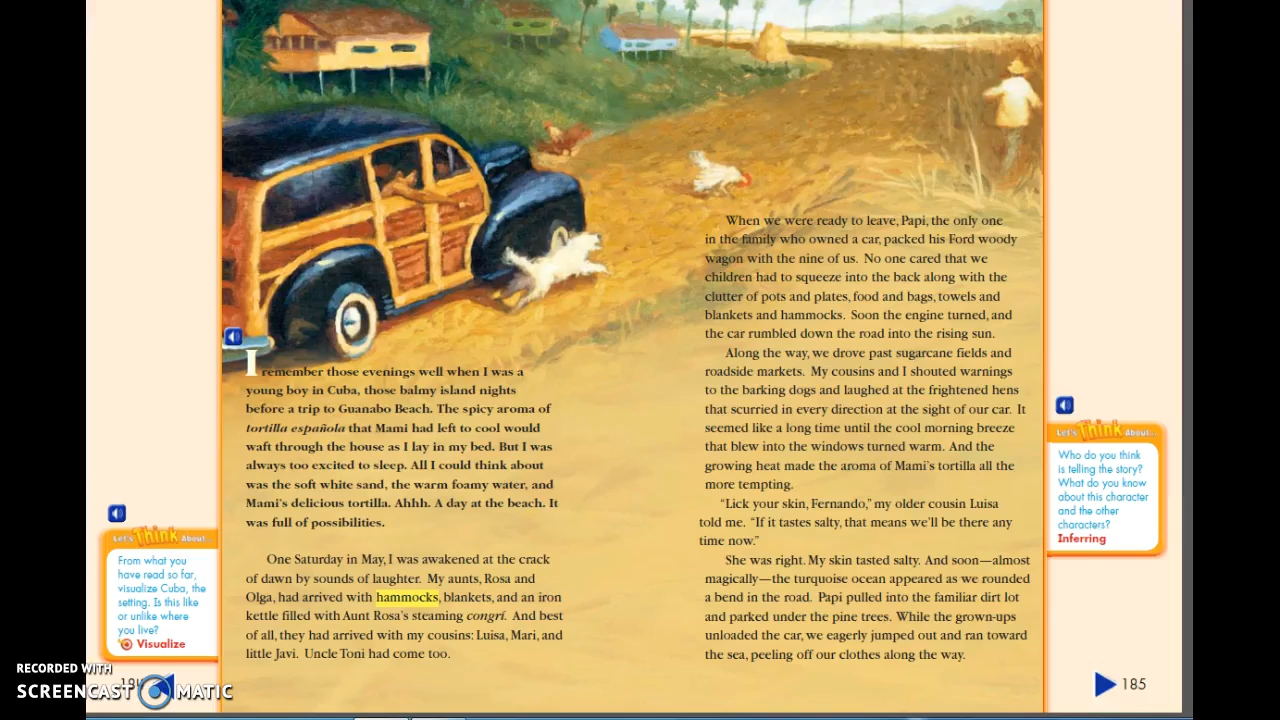 I remember those evenings well when I was a
young boy in Cuba, those balmy island nights
before a trip to Guanabo Beach. The spicy aroma of
tortilla española that Mami had left to cool would
waft through the house as I lay in my bed. But I was
always too excited to sleep. All I could think about
was the soft white sand, the warm foamy water, and
Mami's delicious tortilla. Ahhh. A day at the beach. It
was full of possibilities.
One Saturday in May, I was awakened at the crack
of dawn by sounds of laughter. My aunts, Rosa and
Olga, had arrived with hammocks, blankets, and an iron
kettle filled with Aunt Rosa's steaming congrí. And best
of all, they had arrived with my cousins: Luisa, Mari, and
little Javi. Uncle Toni had come too.
Let's Think About...
From what you
have read so far,
visualize Cuba, the
setting. Is this like
or unlike where
you live?
Visualize
When we were ready to leave, Papi, the only one
in the family who owned a car, packed his Ford woody
wagon with the nine of us. No one cared that we
children had to squeeze into the back along with the
clutter of pots and plates, food and bags, towels and
blankets and hammocks. Soon the engine turned, and
the car rumbled down the road into the rising sun.
Along the way, we drove past sugarcane fields and
roadside markets. My cousins and I shouted warnings
to the barking dogs and laughed at the frightened hens
that scurried in every direction at the sight of our car. It
seemed like a long time until the cool morning breeze
that blew into the windows turned warm. And the
growing heat made the aroma of Mami's tortilla all the
more tempting.
"Lick your skin, Fernando," my older cousin Luisa
told me. "If it tastes salty, that means we'll be there any
time now."
She was right. My skin tasted salty. And soon—almost
magically—the turquoise ocean appeared as we rounded
a bend in the road. Papi pulled into the familiar dirt lot
and parked under the pine trees. While the grown-ups
unloaded the car, we eagerly jumped out and ran toward
the sea, peeling off our clothes along the way.
Let's Think About...
Who do you think
is telling the story?
What do you know
about this character
and the other
characters?
Inferring
185
RECORDED WITH
SCREENCAST MATIC